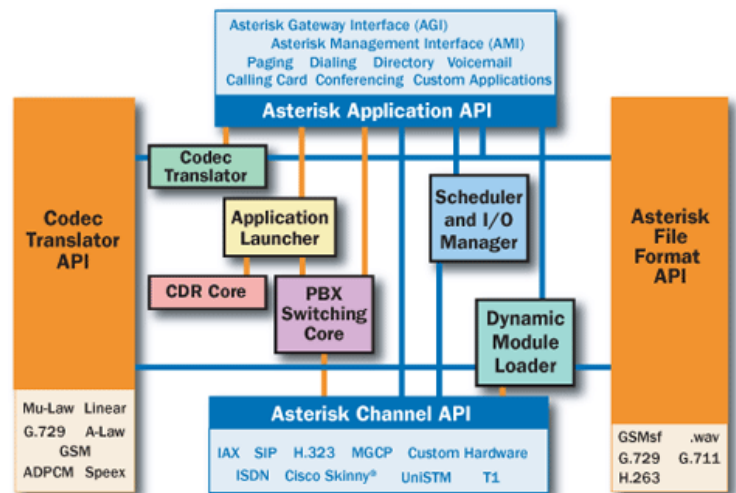 Asterisk Gateway Interface (AGI)
Asterisk Management Interface (AMI)
Paging Dialing Directory Voicemail
Calling Card Conferencing Custom Applications
Asterisk Application API
Codec
Translator
API
Mu-Law Linear
G.729 A-Law
GSM
ADPCM Speex
Codec
Translator
Application
Launcher
CDR Core
PBX
Switching
Core
Scheduler
and I/O
Manager
Dynamic
Module
Loader
Asterisk
File
Format
API
GSMsf .wav
G.729 G.711
H.263
Asterisk Channel API
IAX SIP H.323 MGCP Custom Hardware
ISDN Cisco Skinny® UniSTM T1